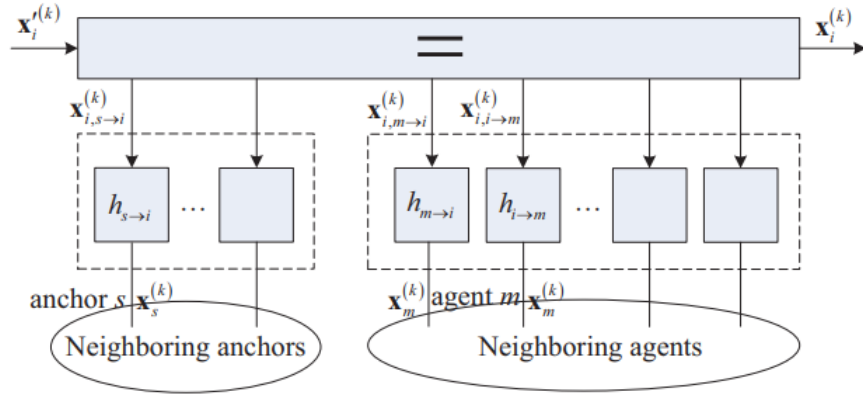 x′_i^(k) = x_i^(k)
x_{i,s→i}^(k) x_{i,m→i}^(k) x_{i,i→m}^(k)
h_{s→i} … h_{m→i} h_{i→m} …
anchor s x_s^(k) x_m^(k) agent m x_m^(k)
Neighboring anchors Neighboring agents